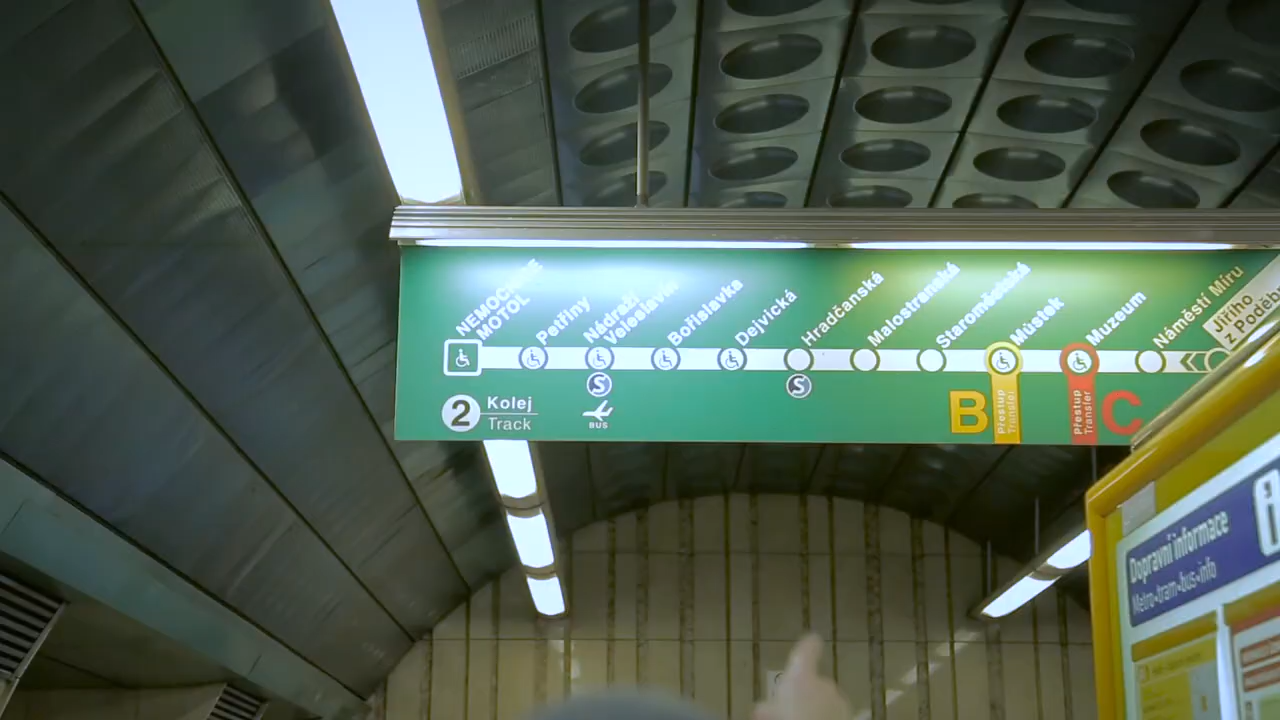 NEMOCNICE
MOTOL
Petřiny
Nádraží
Veleslavín
Bořislavka
Dejvická
Hradčanská
Malostranská
Staroměstská
Můstek
Muzeum
Náměstí Míru
Jiřího
z Poděb
S
S
2 Kolej
Track
BUS
B
Přestup
Transfer
Přestup
Transfer
C
Dopravní informace
Metro•train•bus•info
i